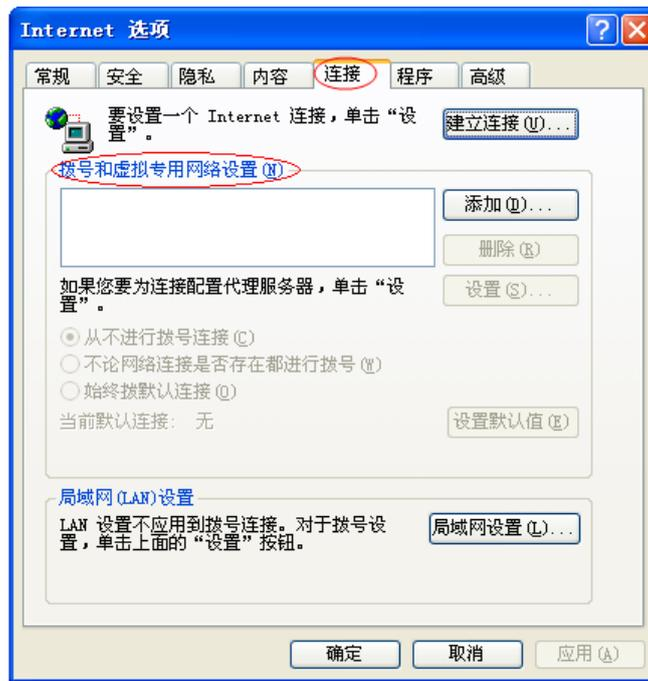 Internet 选项
常规 安全 隐私 内容 连接 程序 高级
要设置一个 Internet 连接，单击“设
置”。
建立连接(U)...
拨号和虚拟专用网络设置(N)
添加(D)...
删除(R)
如果您要为连接配置代理服务器，单击“设
置”。
设置(S)...
从不进行拨号连接(C)
不论网络连接是否存在都进行拨号(W)
始终拨默认连接(O)
当前默认连接： 无
设置默认值(E)
局域网(LAN)设置
LAN 设置不应用到拨号连接。对于拨号设
置，单击上面的“设置”按钮。
局域网设置(L)...
确定 取消 应用(A)